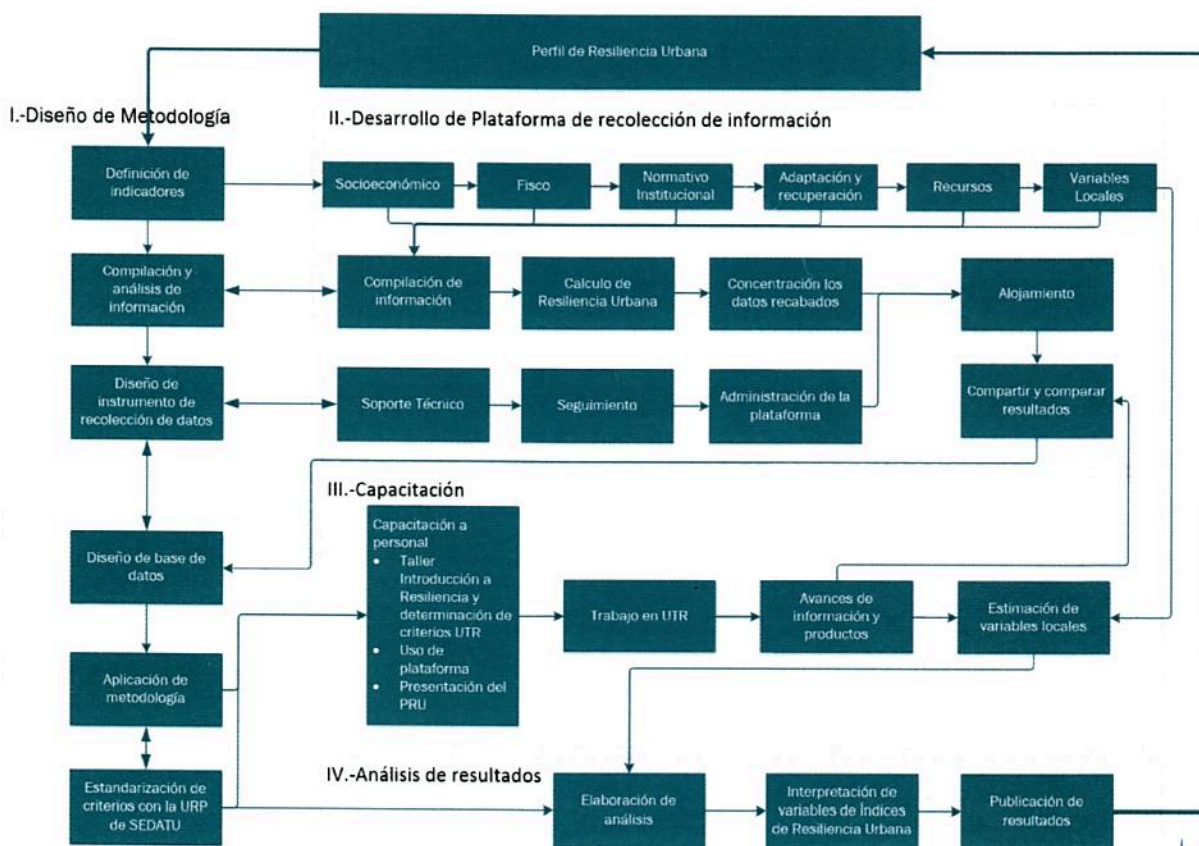 Perfil de Resiliencia Urbana
I.-Diseño de Metodología
II.-Desarrollo de Plataforma de recolección de información
Definición de
indicadores
Socioeconómico
Fisco
Normativo
Institucional
Adaptación y
recuperación
Recursos
Variables
Locales
Compilación y
análisis de
información
Compilación de
información
Calculo de
Resiliencia Urbana
Concentración los
datos recabados
Alojamiento
Diseño de
instrumento de
recolección de datos
Soporte Técnico
Seguimiento
Administración de la
plataforma
Compartir y comparar
resultados
III.-Capacitación
Diseño de base de
datos
Capacitación a
personal
• Taller
Introducción a
Resiliencia y
determinación de
criterios UTR
• Uso de
plataforma
• Presentación del
PRU
Trabajo en UTR
Avances de
información y
productos
Estimación de
variables locales
Aplicación de
metodología
IV.-Análisis de resultados
Estandarización de
criterios con la URP
de SEDATU
Elaboración de
análisis
Interpretación de
variables de Índices
de Resiliencia Urbana
Publicación de
resultados